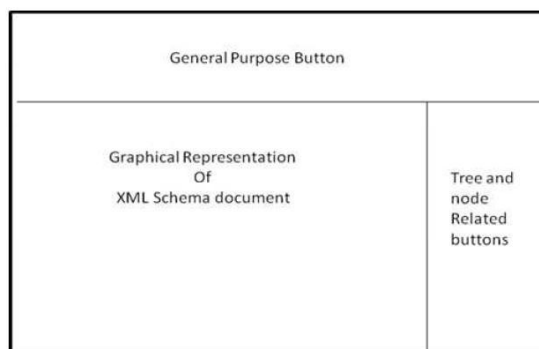 General Purpose Button
Graphical Representation
Of
XML Schema document
Tree and
node
Related
buttons